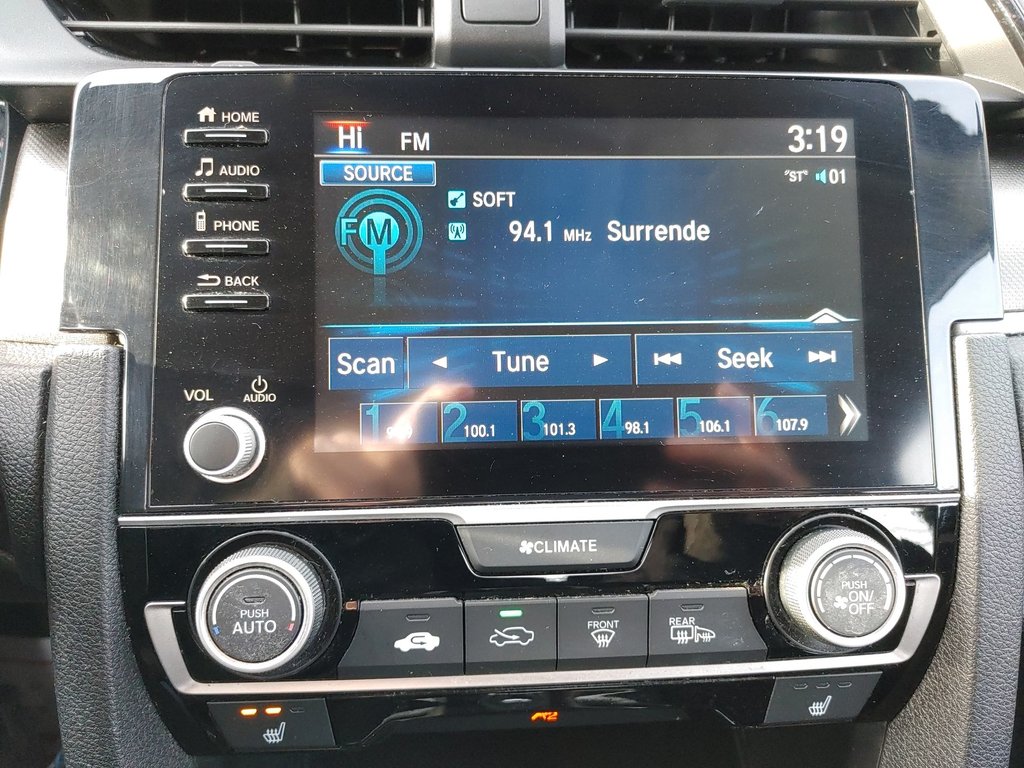 HOME
AUDIO
PHONE
BACK
VOL
AUDIO
Hi FM 3:19
SOURCE
"ST" 01
SOFT
FM
94.1 MHz Surrende
Scan Tune Seek
1 2 100.1 3 101.3 4 98.1 5 106.1 6 107.9
CLIMATE
PUSH
AUTO
FRONT
REAR
PUSH
ON/
OFF